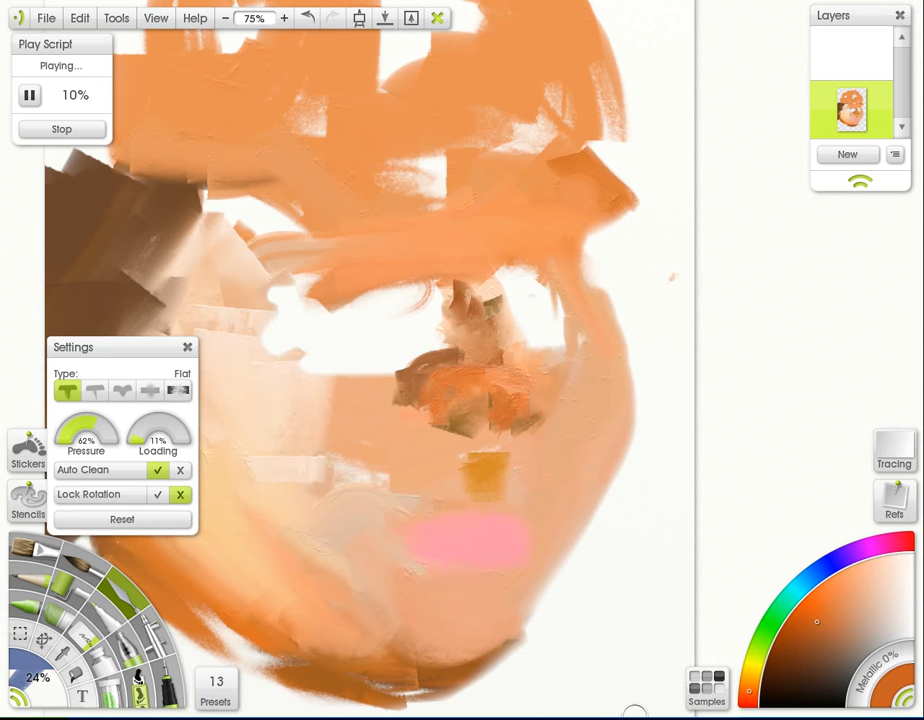 File Edit Tools View Help − 75% +
Layers
Play Script
Playing...
10%
Stop
New
Settings
Type: Flat
62% 11%
Pressure Loading
Auto Clean ✓ X
Lock Rotation ✓ X
Reset
Stickers
Stencils
Tracing
Refs
24%
T
13
Presets
Samples
Metallic 0%